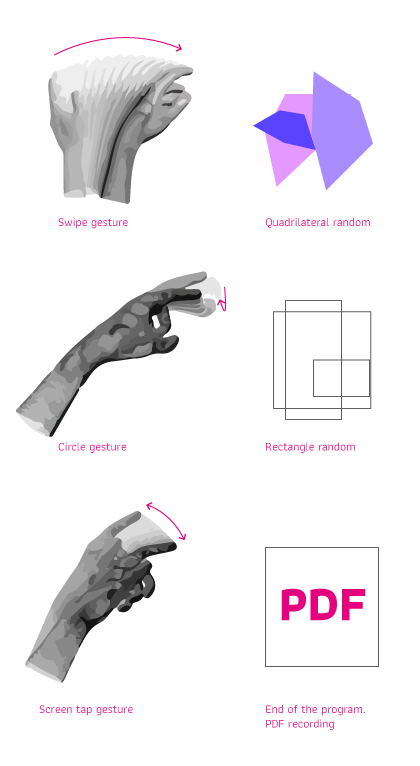 Swipe gesture
Quadrilateral random
Circle gesture
Rectangle random
PDF
Screen tap gesture
End of the program.
PDF recording